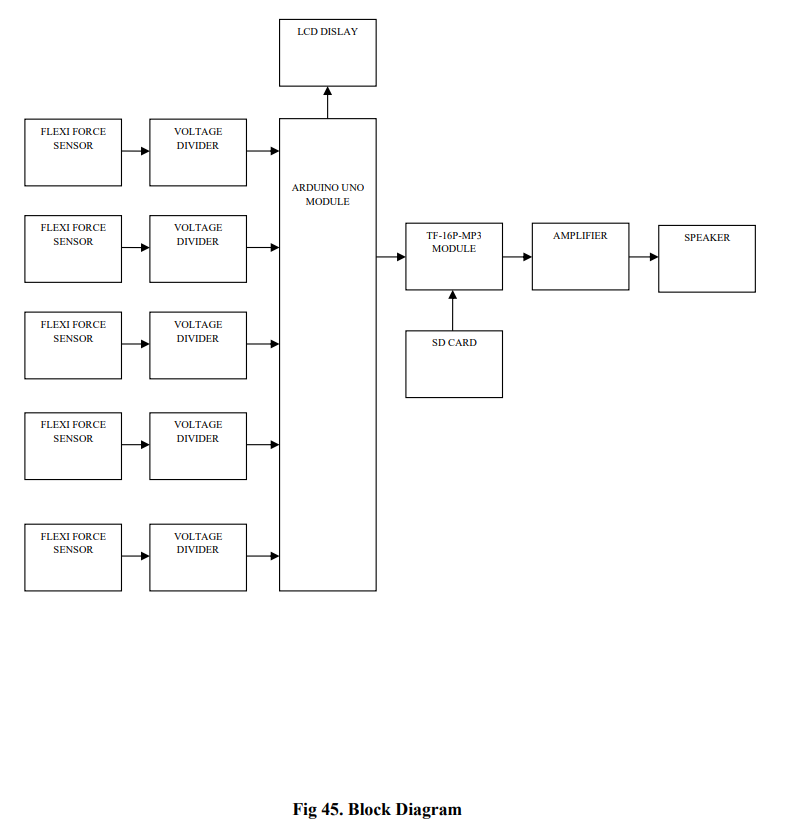 LCD DISLAY
FLEXI FORCE
SENSOR
VOLTAGE
DIVIDER
FLEXI FORCE
SENSOR
VOLTAGE
DIVIDER
FLEXI FORCE
SENSOR
VOLTAGE
DIVIDER
FLEXI FORCE
SENSOR
VOLTAGE
DIVIDER
FLEXI FORCE
SENSOR
VOLTAGE
DIVIDER
ARDUINO UNO
MODULE
TF-16P-MP3
MODULE
AMPLIFIER
SPEAKER
SD CARD
Fig 45. Block Diagram